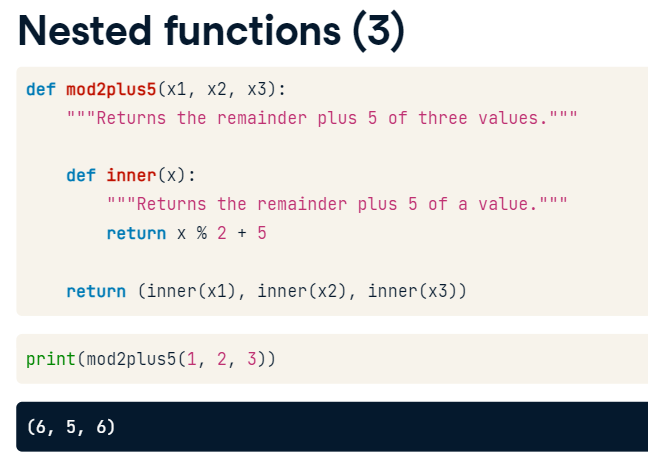 Nested functions (3)
def mod2plus5(x1, x2, x3):
    """Returns the remainder plus 5 of three values."""
    def inner(x):
        """Returns the remainder plus 5 of a value."""
        return x % 2 + 5
    return (inner(x1), inner(x2), inner(x3))
print(mod2plus5(1, 2, 3))
(6, 5, 6)